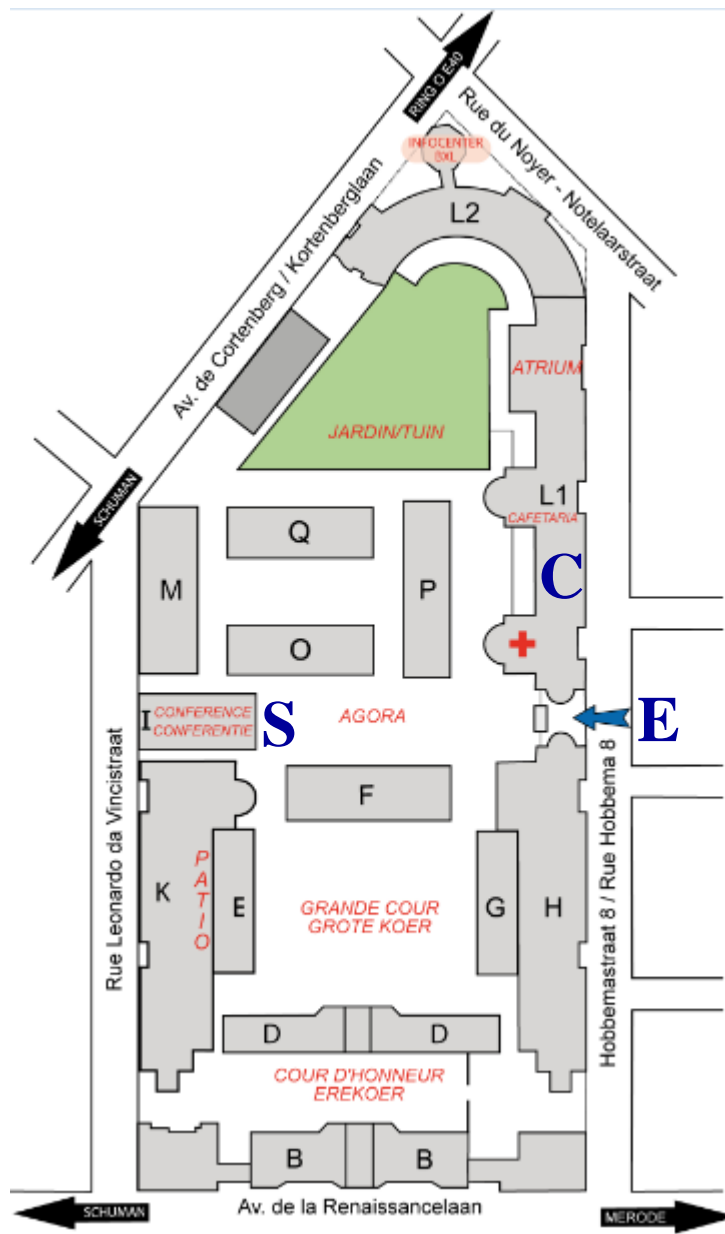 RING O E40
Rue du Noyer - Notelaarstraat
INFOCENTER
BXL
L2
Av. de Cortenberg / Kortenberglaan
ATRIUM
JARDIN/TUIN
SCHUMAN
L1
CAFETARIA
Q
M
P
C
O
I
CONFERENCE
CONFERENTIE
S
AGORA
E
F
Rue Leonardo da Vincistraat
Hobbemastraat 8 / Rue Hobbema 8
K
PATIO
E
GRANDE COUR
GROTE KOER
G
H
D
D
COUR D'HONNEUR
EREKOER
B
B
SCHUMAN
Av. de la Renaissancelaan
MERODE